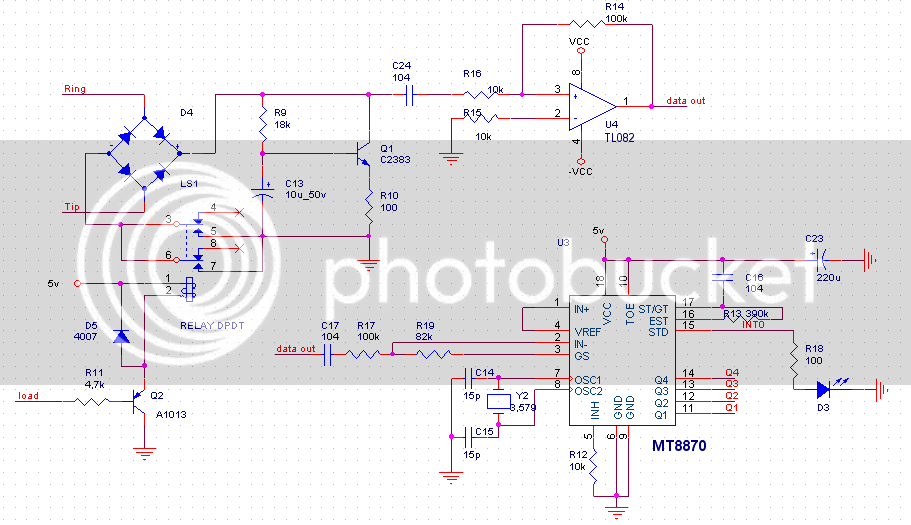 R14
100k
VCC
8
C24
104
R16
10k
3
+
1
data out
R15
10k
2
-
U4
TL082
4
-VCC
Ring
D4
R9
18k
Q1
C2383
-
+
LS1
C13
+
10u_50v
R10
100
Tip
3
4
5
8
6
7
5v
1
2
RELAY DPDT
D5
4007
R11
4,7k
load
Q2
A1013
photobucket
5v
U3
C23
+
220u
C16
104
18
10
VCC
TOE
1
IN+
ST/GT
17
EST
16
R13 390k
INT0
4
VREF
STD
15
2
IN-
3
GS
data out
C17
104
R17
100k
R19
82k
R18
100
7
OSC1
8
OSC2
C14
15p
Y2
3,579
C15
15p
Q4
14
Q4
Q3
13
Q3
Q2
12
Q2
Q1
11
Q1
D3
INH
GND
GND
5
6
9
MT8870
R12
10k